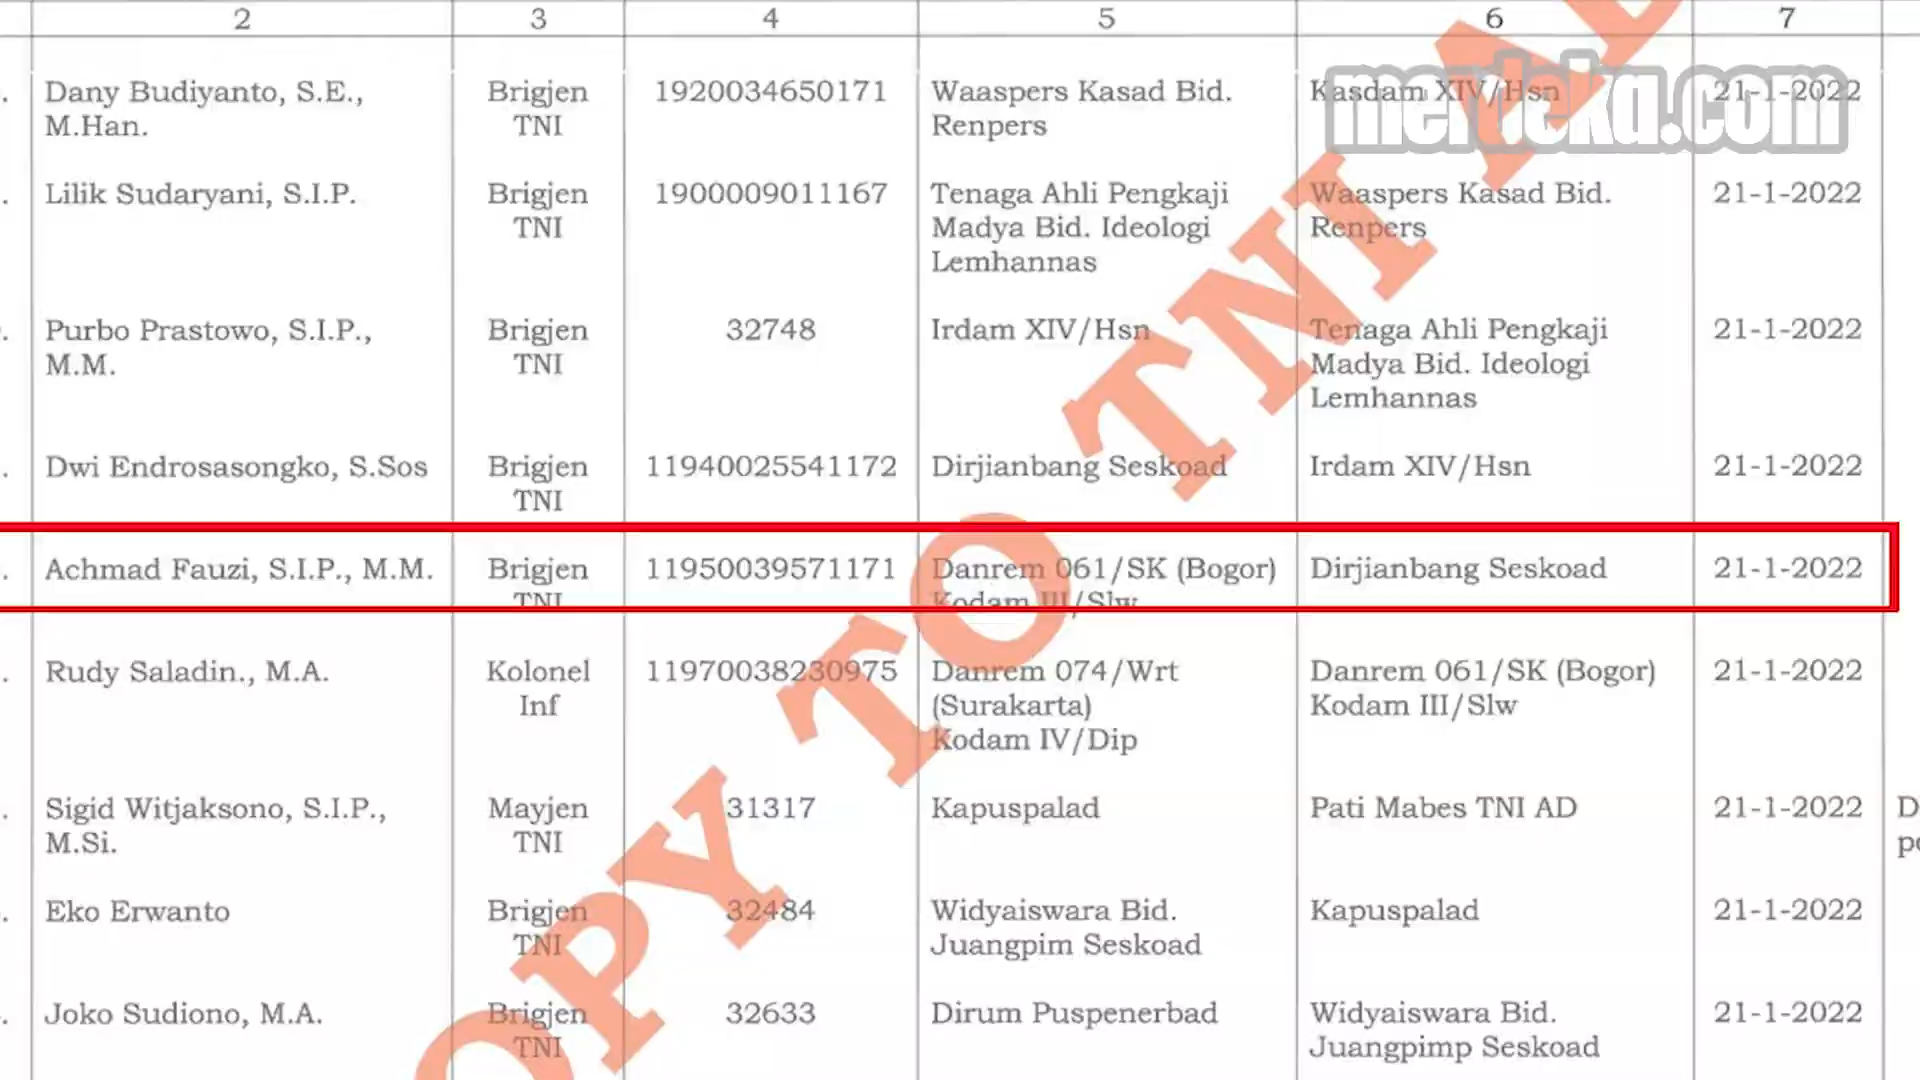 2 3 4 5 6 7
Dany Budiyanto, S.E., Brigjen 1920034650171 Waaspers Kasad Bid. Kasdam XIV/Hsn 21-1-2022
M.Han. TNI Renpers
merdeka.com
Lilik Sudaryani, S.I.P. Brigjen 1900009011167 Tenaga Ahli Pengkaji Waaspers Kasad Bid. 21-1-2022
TNI Madya Bid. Ideologi Renpers
Lemhannas
Purbo Prastowo, S.I.P., Brigjen 32748 Irdam XIV/Hsn Tenaga Ahli Pengkaji 21-1-2022
M.M. TNI Madya Bid. Ideologi
Lemhannas
Dwi Endrosasongko, S.Sos Brigjen 11940025541172 Dirjianbang Seskoad Irdam XIV/Hsn 21-1-2022
TNI
Achmad Fauzi, S.I.P., M.M. Brigjen 11950039571171 Danrem 061/SK (Bogor) Dirjianbang Seskoad 21-1-2022
TNI Kodam III/Slw
Rudy Saladin., M.A. Kolonel 11970038230975 Danrem 074/Wrt Danrem 061/SK (Bogor) 21-1-2022
Inf (Surakarta) Kodam III/Slw
Kodam IV/Dip
Sigid Witjaksono, S.I.P., Mayjen 31317 Kapuspalad Pati Mabes TNI AD 21-1-2022
M.Si. TNI
Eko Erwanto Brigjen 32484 Widyaiswara Bid. Kapuspalad 21-1-2022
TNI Juangpim Seskoad
Joko Sudiono, M.A. Brigjen 32633 Dirum Puspenerbad Widyaiswara Bid. 21-1-2022
TNI Juangpimp Seskoad
OPY TO TNI A